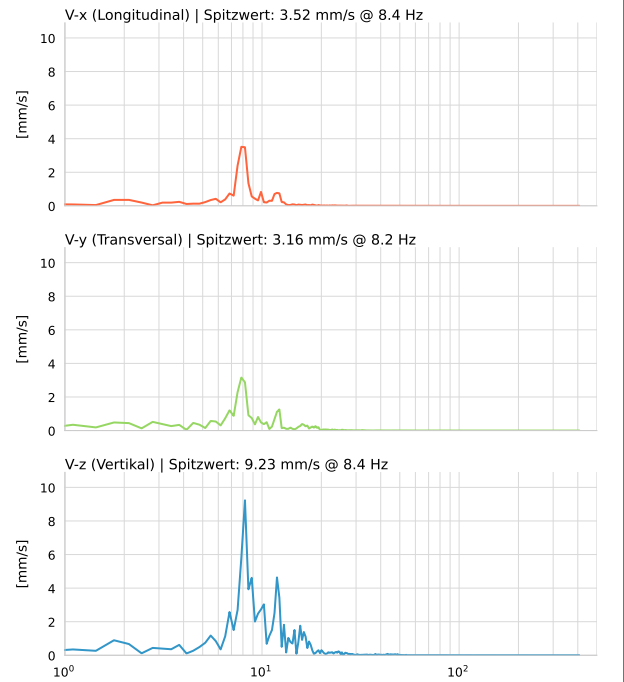 V-x (Longitudinal) | Spitzwert: 3.52 mm/s @ 8.4 Hz
10
8
6
4
2
0
[mm/s]
V-y (Transversal) | Spitzwert: 3.16 mm/s @ 8.2 Hz
10
8
6
4
2
0
[mm/s]
V-z (Vertikal) | Spitzwert: 9.23 mm/s @ 8.4 Hz
10
8
6
4
2
0
[mm/s]
10⁰ 10¹ 10²